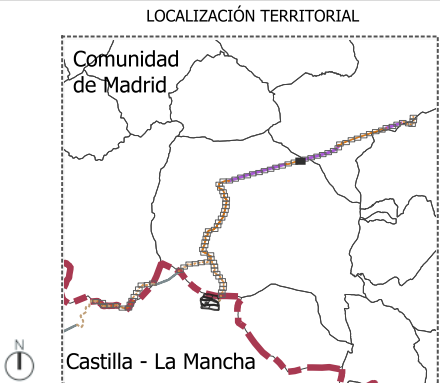 LOCALIZACIÓN TERRITORIAL
Comunidad
de Madrid
N
Castilla - La Mancha